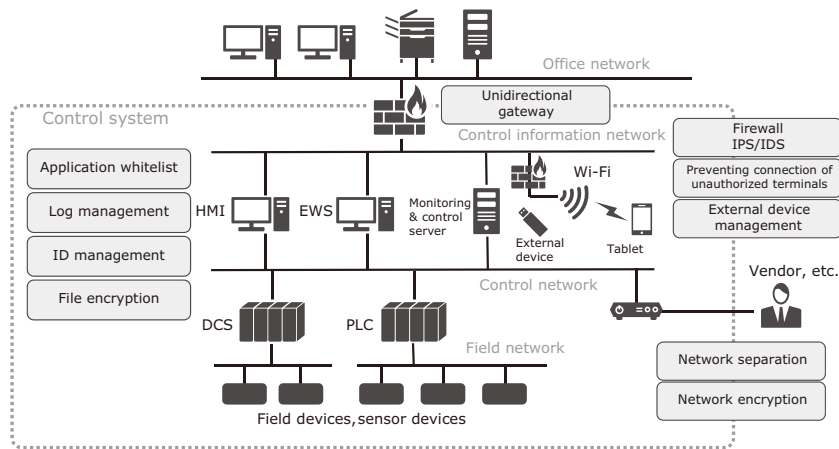 Office network
Unidirectional
gateway
Control system
Control information network
Firewall
IPS/IDS
Application whitelist
Preventing connection of
unauthorized terminals
Wi-Fi
Log management
HMI
EWS
Monitoring
& control
server
External device
management
External
device
Tablet
ID management
File encryption
Control network
Vendor, etc.
DCS
PLC
Field network
Network separation
Network encryption
Field devices, sensor devices